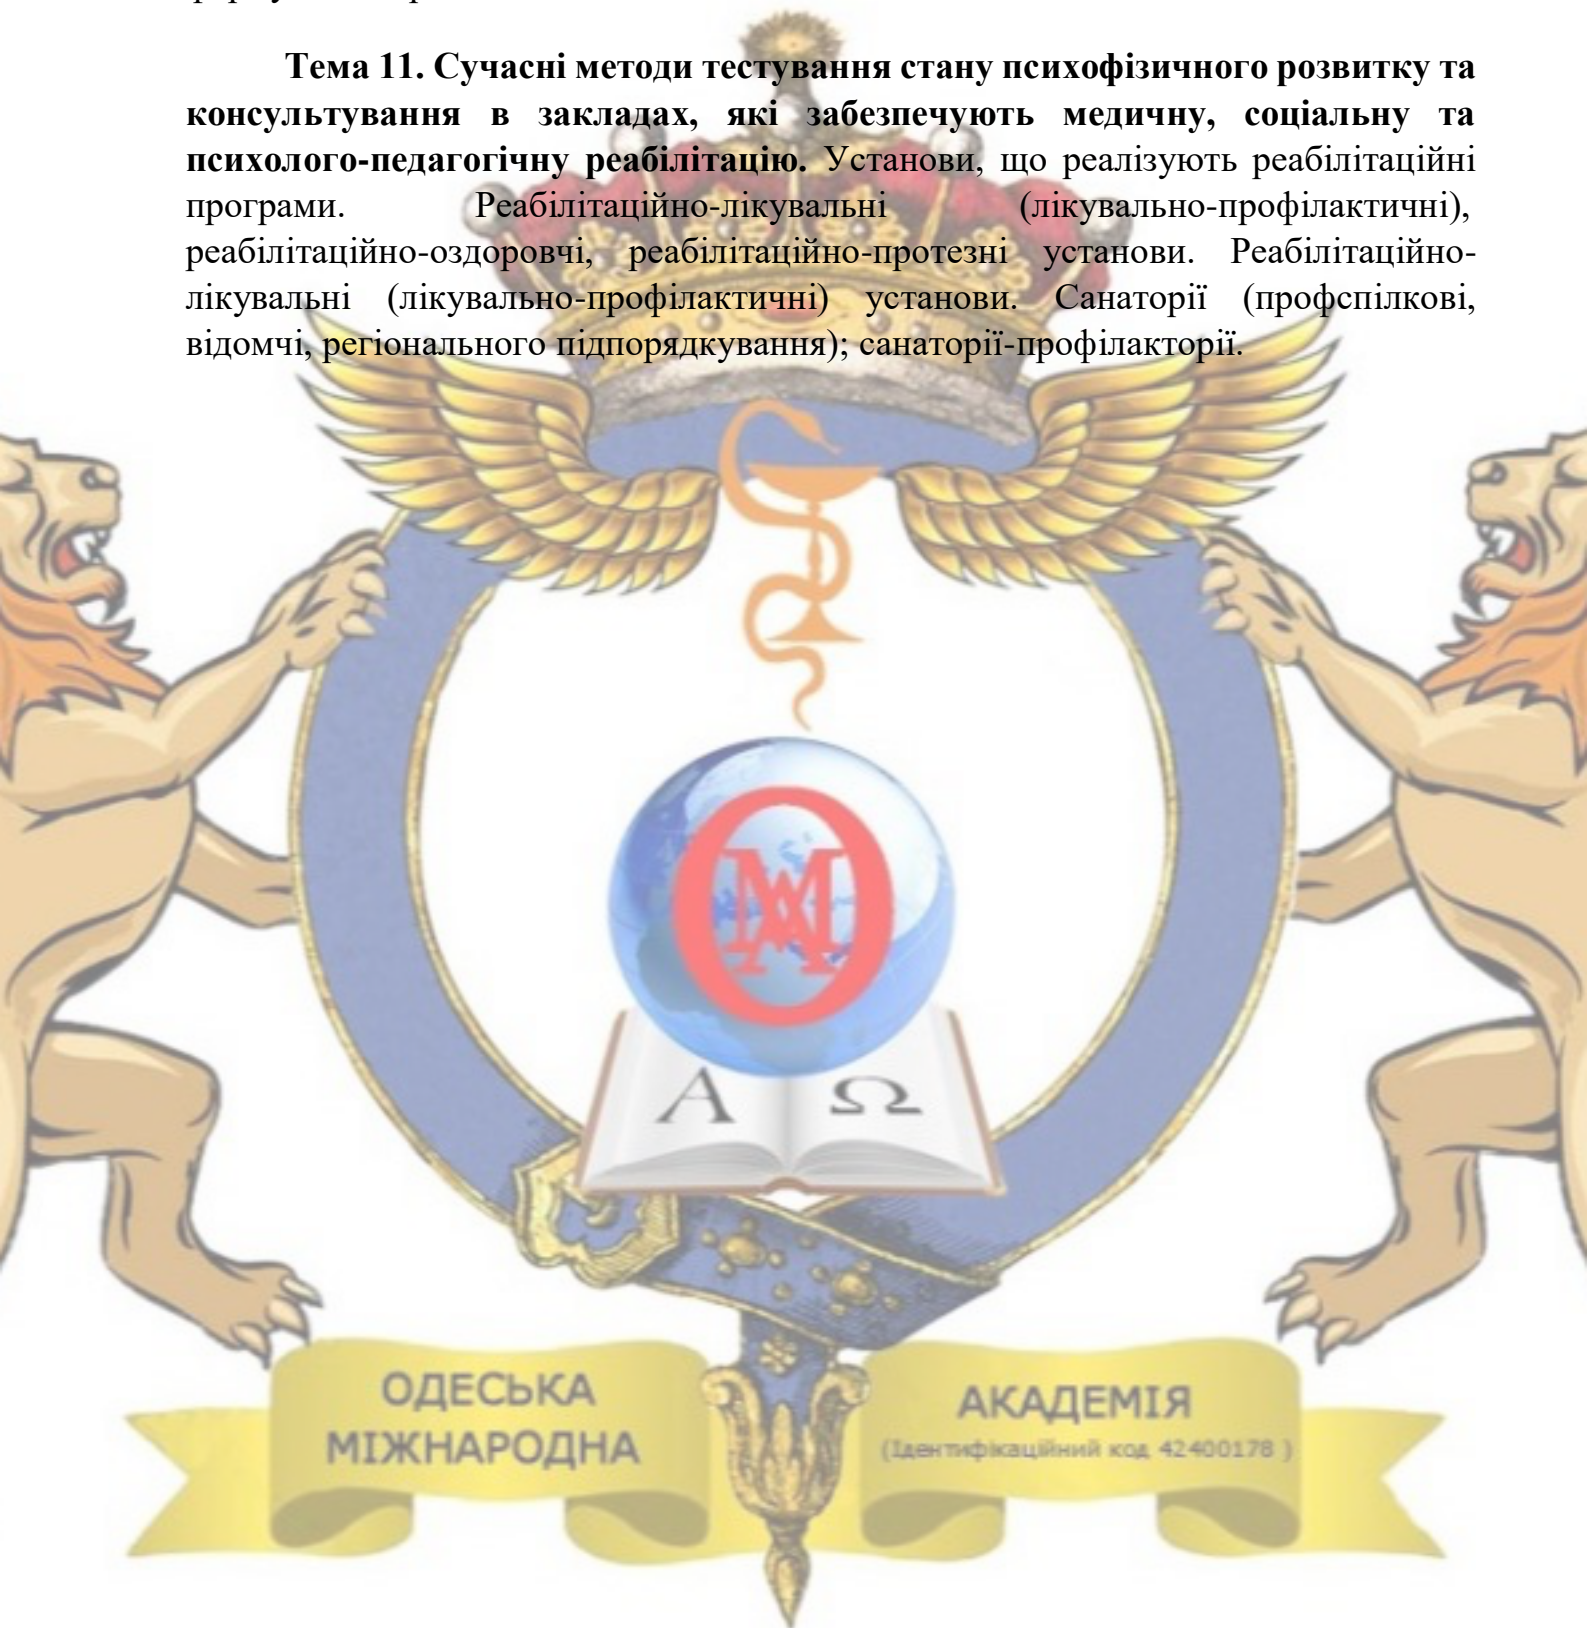 Тема 11. Сучасні методи тестування стану психофізичного розвитку та
консультування в закладах, які забезпечують медичну, соціальну та
психолого-педагогічну реабілітацію. Установи, що реалізують реабілітаційні
програми. Реабілітаційно-лікувальні (лікувально-профілактичні),
реабілітаційно-оздоровчі, реабілітаційно-протезні установи. Реабілітаційно-
лікувальні (лікувально-профілактичні) установи. Санаторії (профспілкові,
відомчі, регіонального підпорядкування); санаторії-профілакторії.
ОМА
Α Ω
ОДЕСЬКА
МІЖНАРОДНА
АКАДЕМІЯ
(Ідентифікаційний код 42400178 )